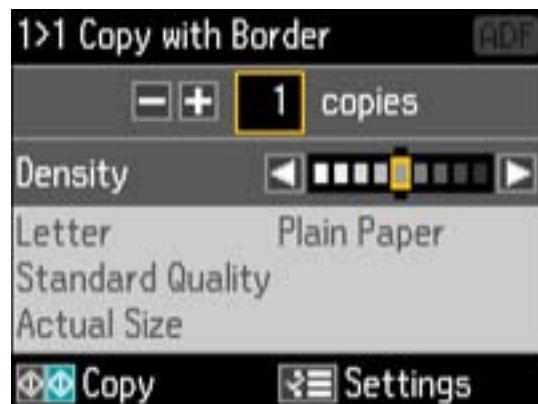 1>1 Copy with Border ADF
1 copies
Density
Letter Plain Paper
Standard Quality
Actual Size
Copy Settings